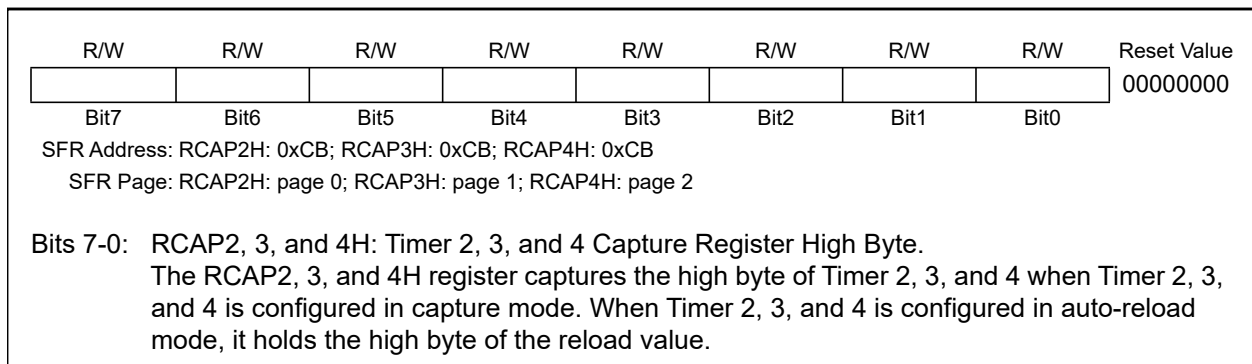 R/W R/W R/W R/W R/W R/W R/W R/W Reset Value
00000000
Bit7 Bit6 Bit5 Bit4 Bit3 Bit2 Bit1 Bit0
SFR Address: RCAP2H: 0xCB; RCAP3H: 0xCB; RCAP4H: 0xCB
SFR Page: RCAP2H: page 0; RCAP3H: page 1; RCAP4H: page 2
Bits 7-0: RCAP2, 3, and 4H: Timer 2, 3, and 4 Capture Register High Byte.
The RCAP2, 3, and 4H register captures the high byte of Timer 2, 3, and 4 when Timer 2, 3,
and 4 is configured in capture mode. When Timer 2, 3, and 4 is configured in auto-reload
mode, it holds the high byte of the reload value.